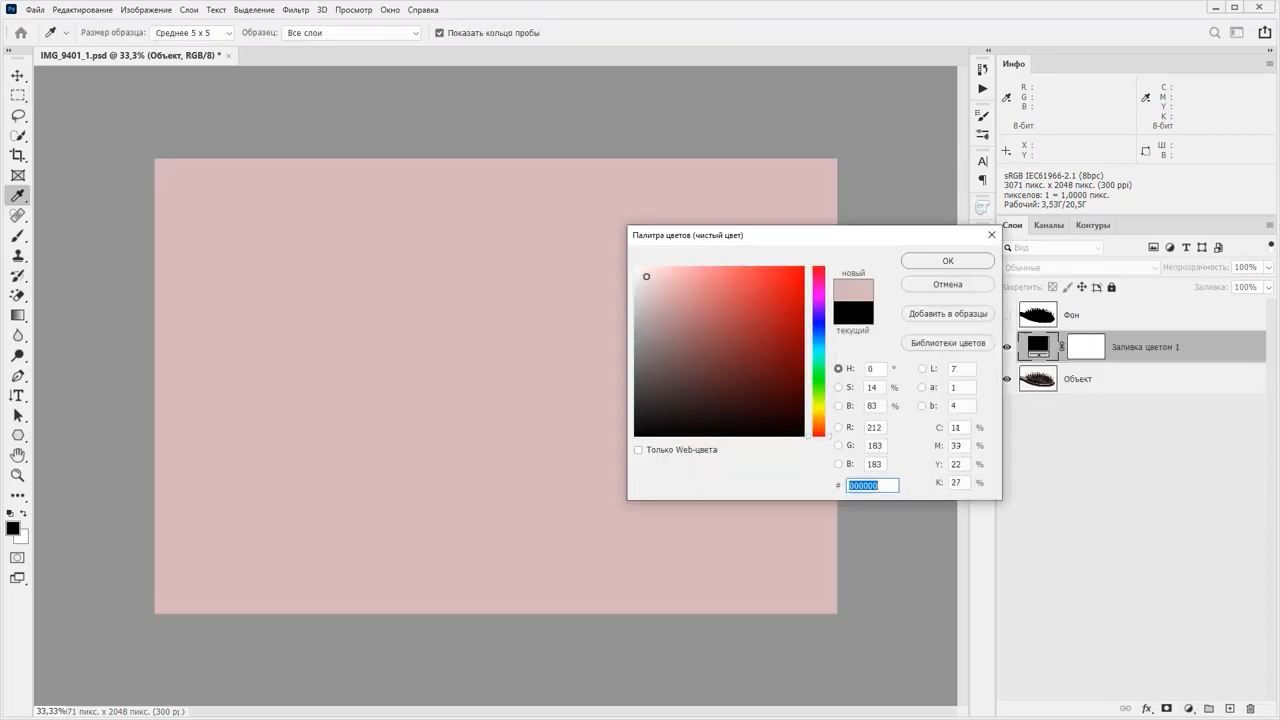 Ps Файл Редактирование Изображение Слои Текст Выделение Фильтр 3D Просмотр Окно Справка
Размер образца: Среднее 5 x 5 Образец: Все слои Показать кольцо пробы
IMG_9401_1.psd @ 33,3% (Объект, RGB/8) * ×
Инфо
R : C :
G : M :
B : Y :
K :
8-бит 8-бит
X : Ш :
Y : В :
sRGB IEC61966-2.1 (8bpc)
3071 пикс. x 2048 пикс. (300 ppi)
пикселов: 1 = 1,0000 пикс.
Рабочий: 3,53Г/20,5Г
Слои Каналы Контуры
Вид
Обычные Непрозрачность: 100%
Закрепить: Заливка: 100%
Фон
Заливка цветом 1
Объект
Палитра цветов (чистый цвет)
OK
новый
Отмена
Добавить в образцы
текущий
Библиотеки цветов
H: 0 ° L: 7
S: 14 % a: 1
B: 83 % b: 4
R: 212 C: 11 %
G: 183 M: 39 %
B: 183 Y: 22 %
# 000000 K: 27 %
Только Web-цвета
33,33% 71 пикс. x 2048 пикс. (300 pp